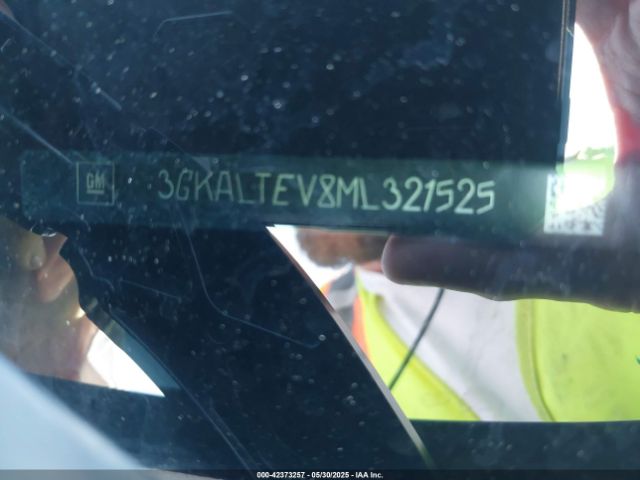 GM 3GKALTEV8ML321525
000-42373257 - 05/30/2025 - IAA Inc.